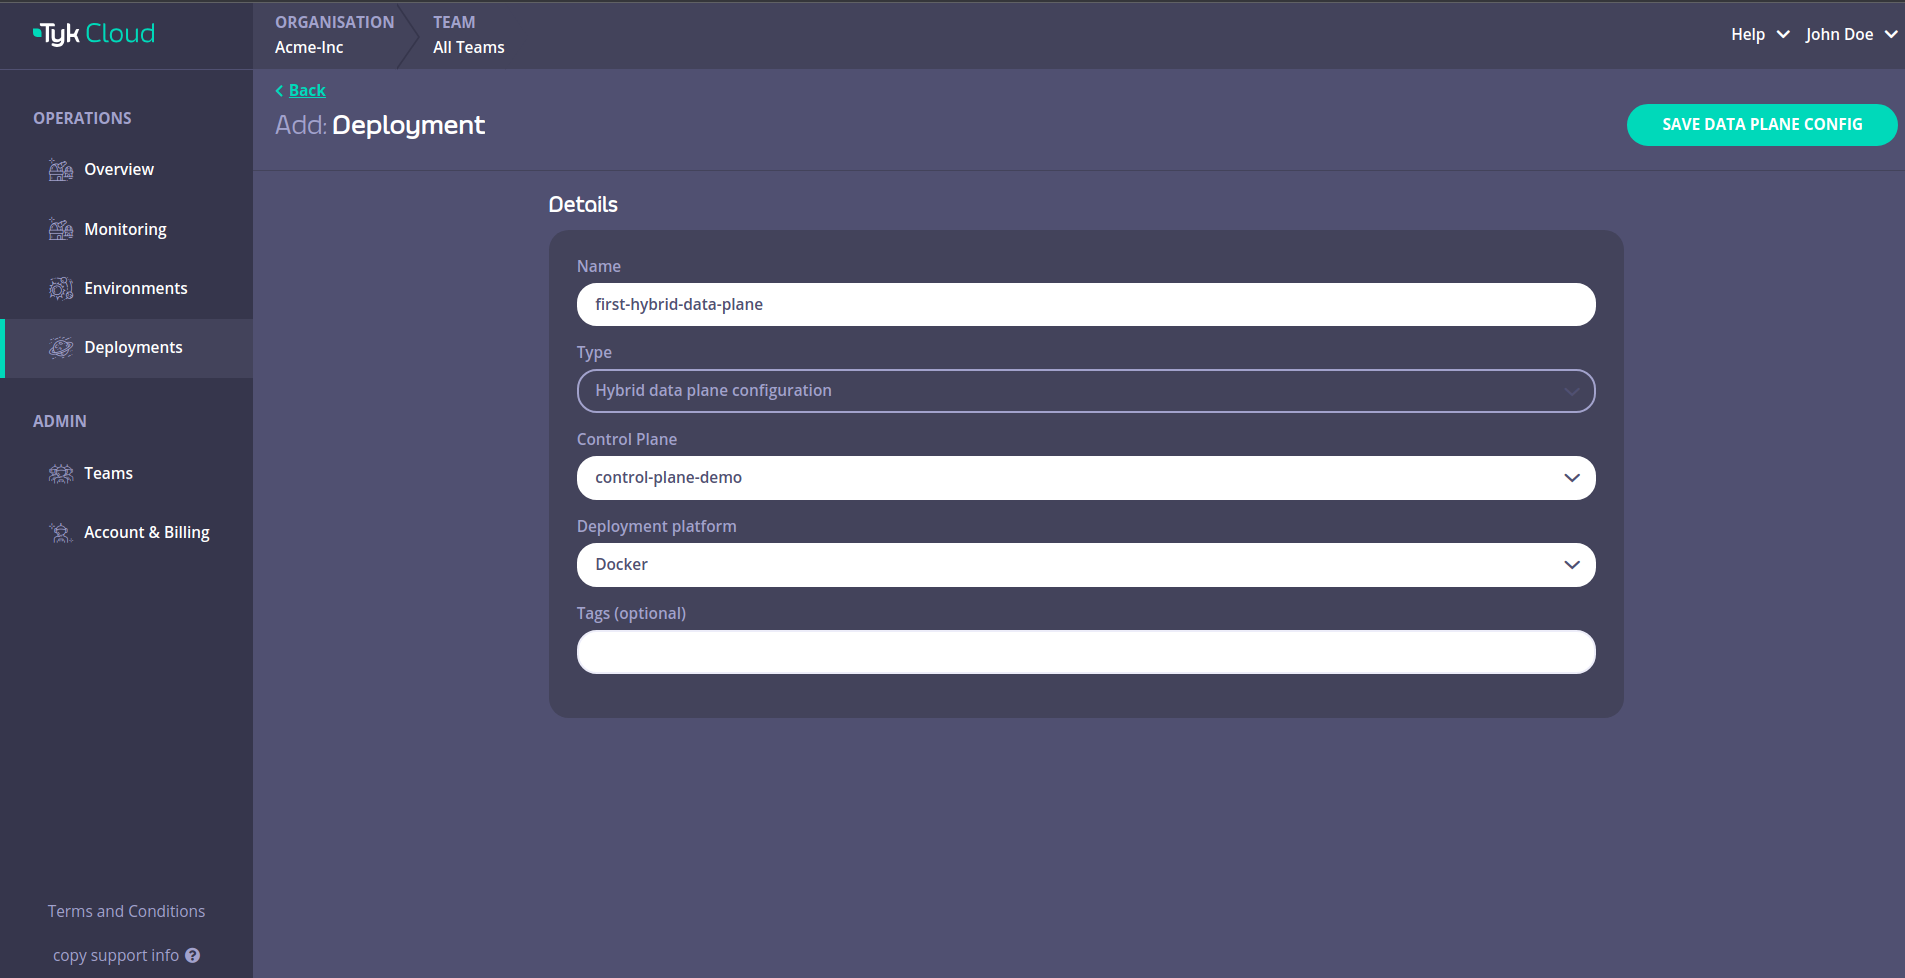 Tyk Cloud
ORGANISATION
Acme-Inc
TEAM
All Teams
Help
John Doe
OPERATIONS
Overview
Monitoring
Environments
Deployments
ADMIN
Teams
Account & Billing
Terms and Conditions
copy support info ?
Back
Add: Deployment
SAVE DATA PLANE CONFIG
Details
Name
first-hybrid-data-plane
Type
Hybrid data plane configuration
Control Plane
control-plane-demo
Deployment platform
Docker
Tags (optional)